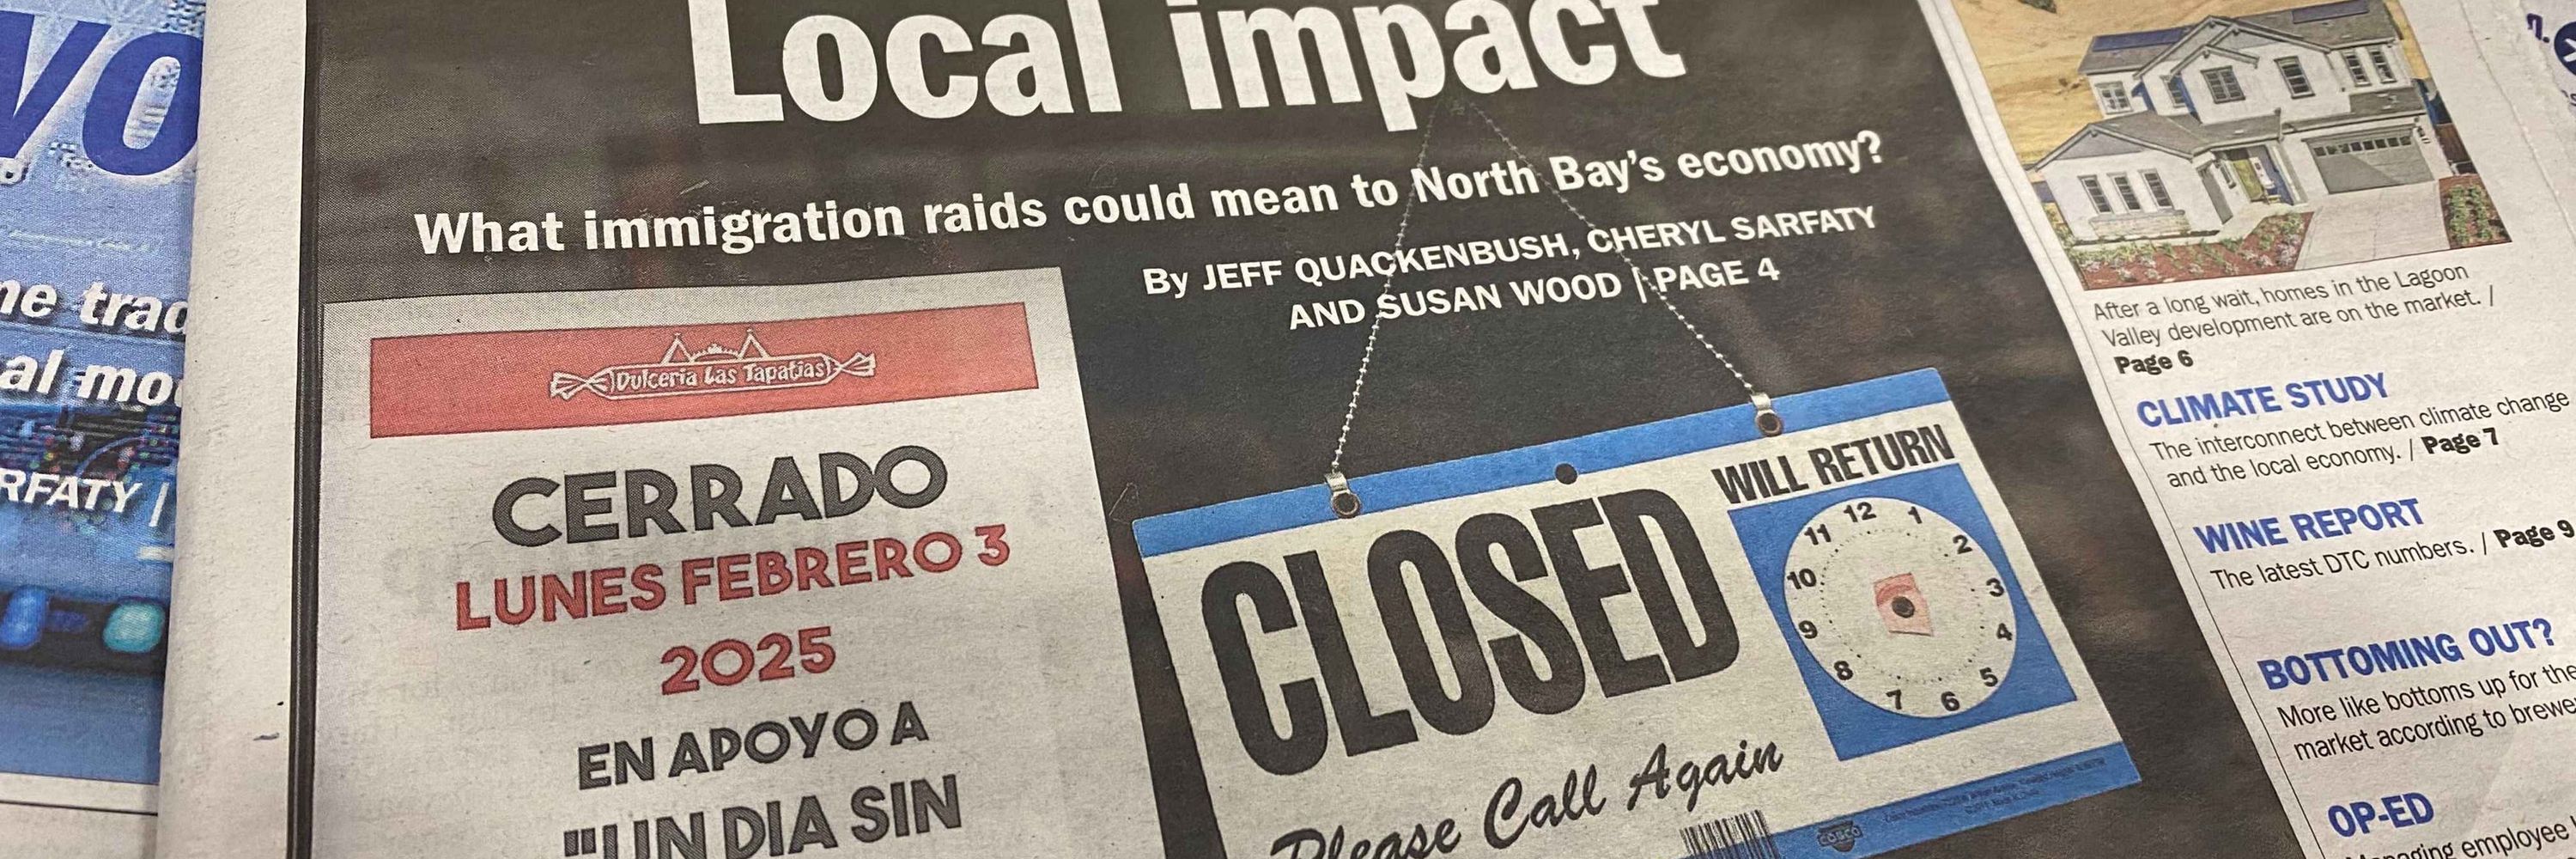 Local impact
What immigration raids could mean to North Bay's economy?
By JEFF QUACKENBUSH, CHERYL SARFATY
AND SUSAN WOOD | PAGE 4
Dulceria Las Tapatias
CERRADO
LUNES FEBRERO 3
2025
EN APOYO A
"UN DIA SIN
CLOSED
WILL RETURN
12
1
2
3
4
5
6
7
8
9
10
11
Please Call Again
COSCO
After a long wait, homes in the Lagoon
Valley development are on the market. /
Page 6
CLIMATE STUDY
The interconnect between climate change
and the local economy. / Page 7
WINE REPORT
The latest DTC numbers. / Page 9
BOTTOMING OUT?
More like bottoms up for the
market according to
OP-ED
employee
RFATY |